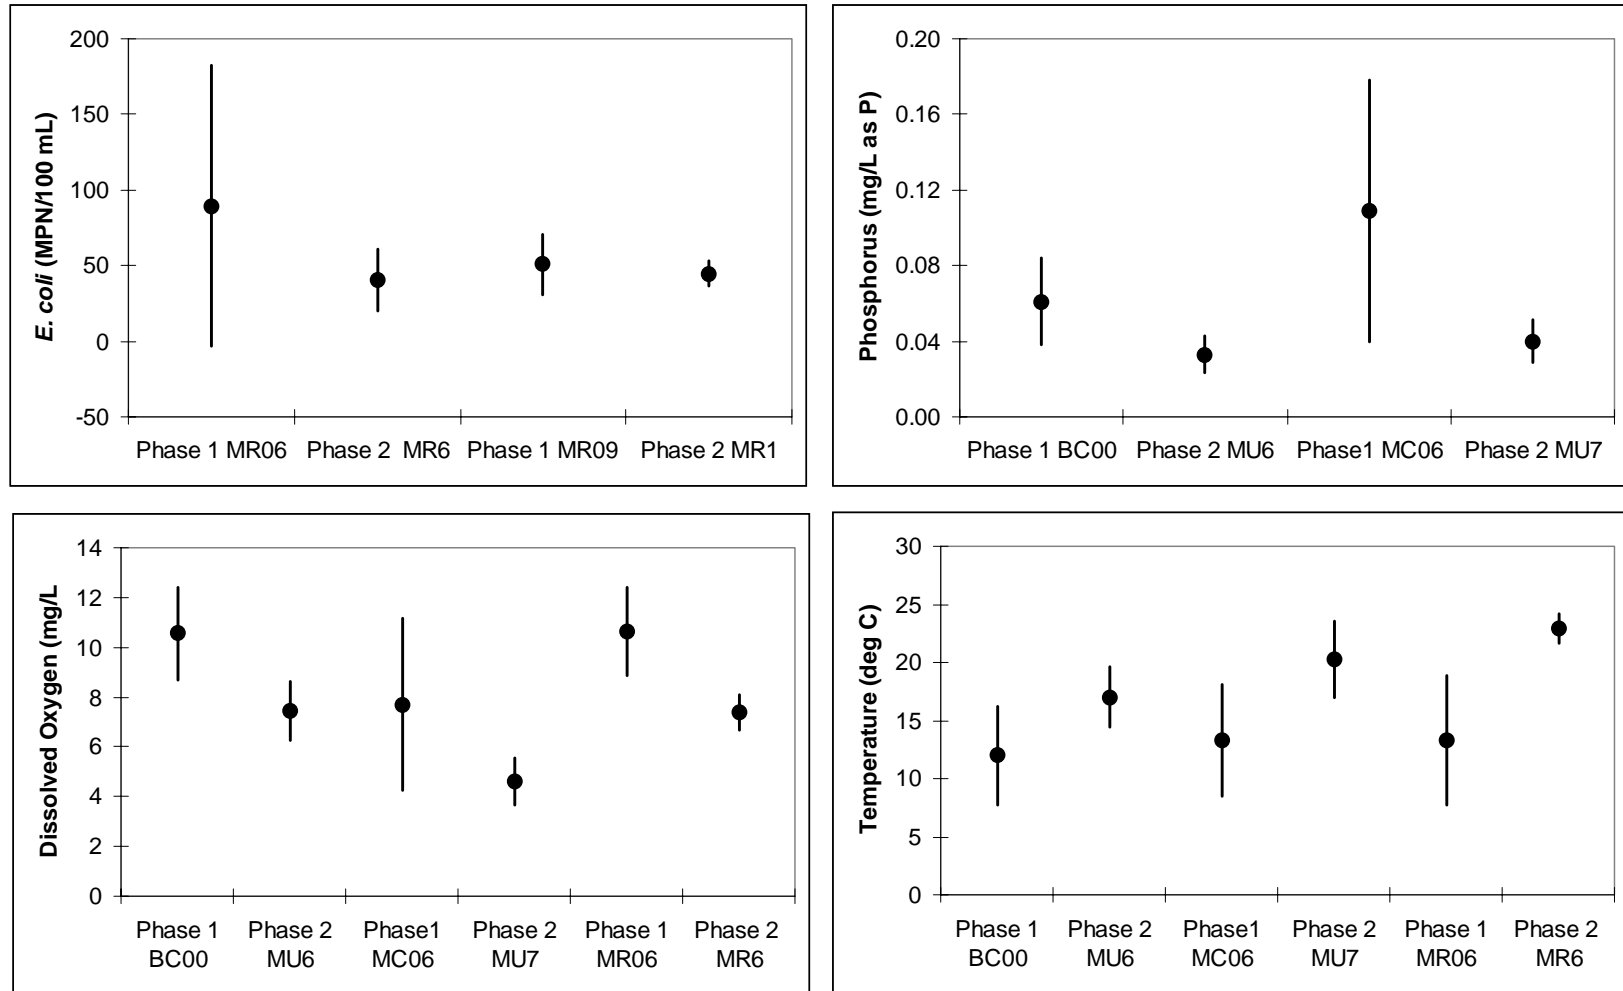 E. coli (MPN/100 mL)
200
150
100
50
0
-50
Phase 1 MR06 Phase 2 MR6 Phase 1 MR09 Phase 2 MR1
Phosphorus (mg/L as P)
0.20
0.16
0.12
0.08
0.04
0.00
Phase 1 BC00 Phase 2 MU6 Phase1 MC06 Phase 2 MU7
Dissolved Oxygen (mg/L
14
12
10
8
6
4
2
0
Phase 1 Phase 2 Phase1 Phase 2 Phase 1 Phase 2
BC00 MU6 MC06 MU7 MR06 MR6
Temperature (deg C)
30
25
20
15
10
5
0
Phase 1 Phase 2 Phase1 Phase 2 Phase 1 Phase 2
BC00 MU6 MC06 MU7 MR06 MR6